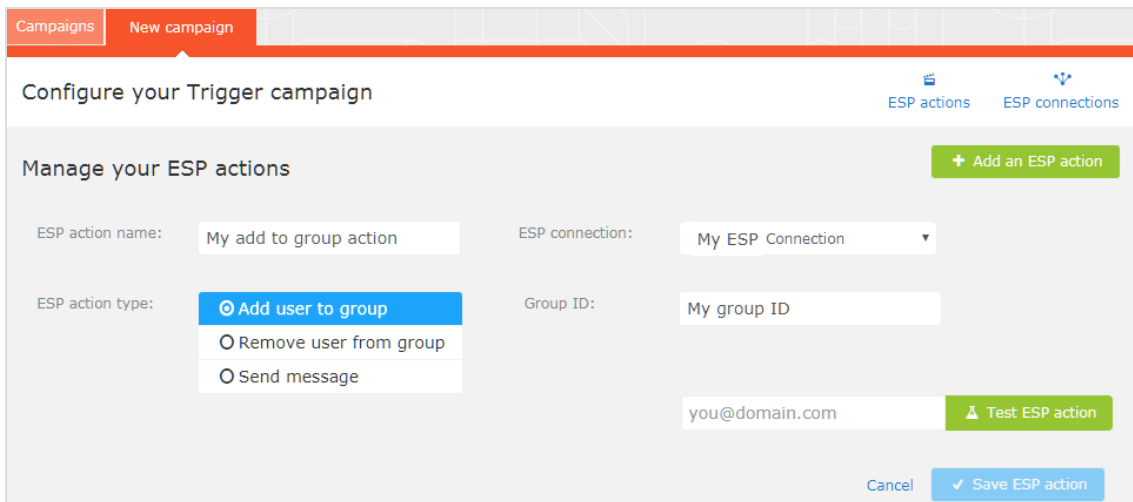 Campaigns New campaign
Configure your Trigger campaign
ESP actions ESP connections
Manage your ESP actions
+ Add an ESP action
ESP action name: My add to group action ESP connection: My ESP Connection
ESP action type: Add user to group Group ID: My group ID
Remove user from group
Send message
you@domain.com Test ESP action
Cancel ✓ Save ESP action